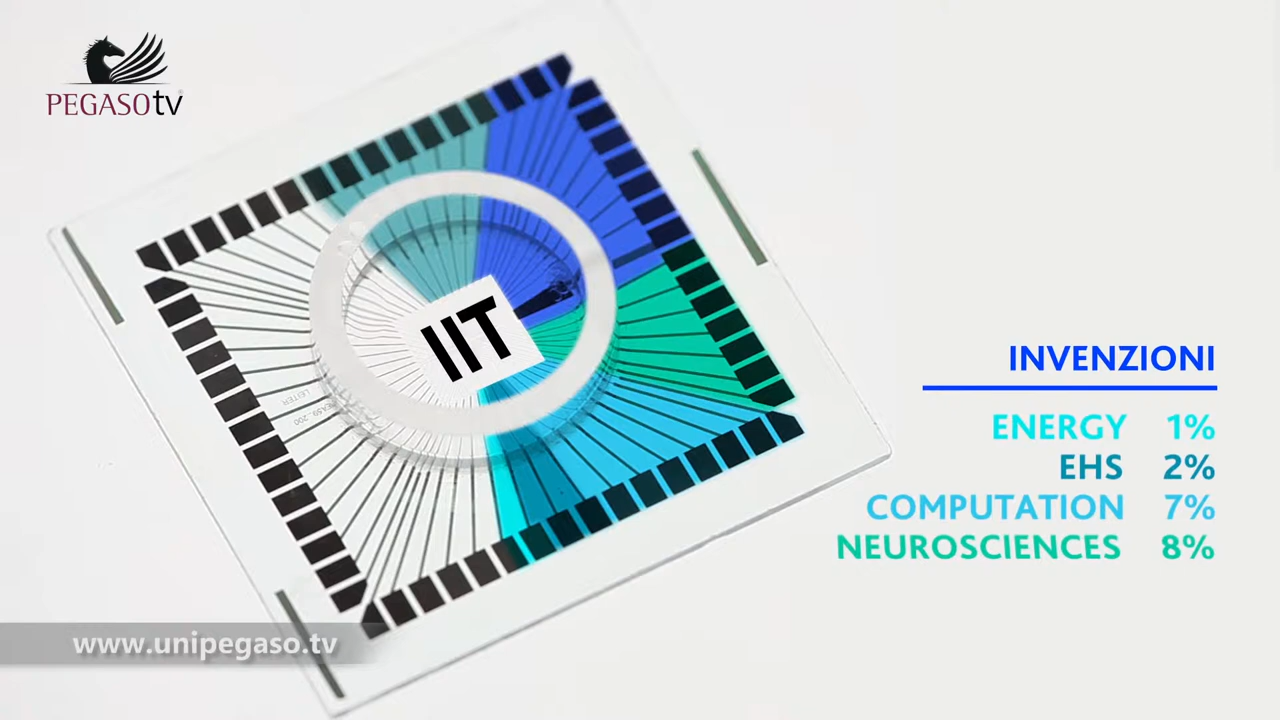 PEGASOtv
IIT
INVENZIONI
ENERGY 1%
EHS 2%
COMPUTATION 7%
NEUROSCIENCES 8%
www.unipegaso.tv